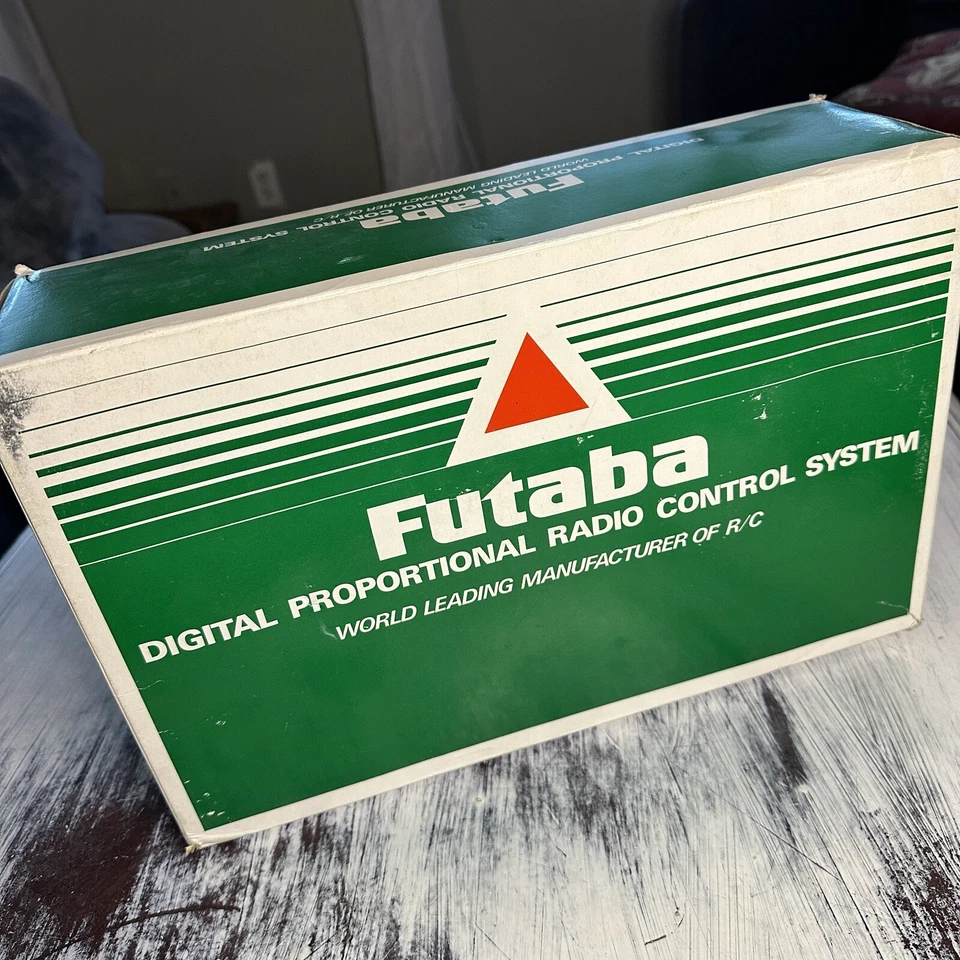 Futaba
DIGITAL PROPORTIONAL RADIO CONTROL SYSTEM
WORLD LEADING MANUFACTURER OF R/C
Futaba
DIGITAL PROPORTIONAL RADIO CONTROL SYSTEM
WORLD LEADING MANUFACTURER OF R/C